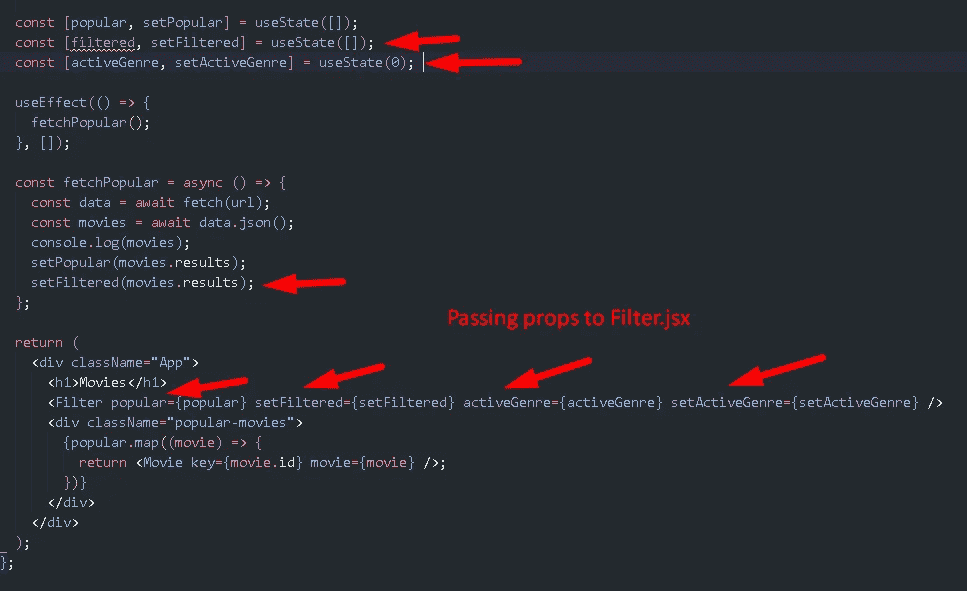 const [popular, setPopular] = useState([]);
const [filtered, setFiltered] = useState([]);
const [activeGenre, setActiveGenre] = useState(0);
useEffect(() => {
fetchPopular();
}, []);
const fetchPopular = async () => {
const data = await fetch(url);
const movies = await data.json();
console.log(movies);
setPopular(movies.results);
setFiltered(movies.results);
};
Passing props to Filter.jsx
return (
<div className="App">
<h1>Movies</h1>
<Filter popular={popular} setFiltered={setFiltered} activeGenre={activeGenre} setActiveGenre={setActiveGenre} />
<div className="popular-movies">
{popular.map((movie) => {
return <Movie key={movie.id} movie={movie} />;
})}
</div>
</div>
);
};